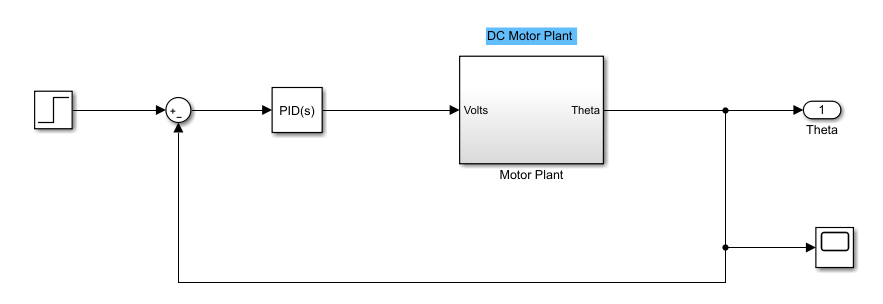 DC Motor Plant
+
−
PID(s)
Volts
Theta
Motor Plant
1
Theta